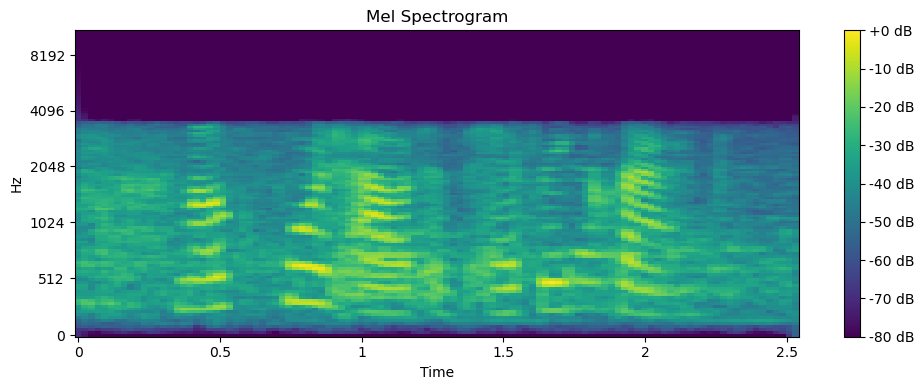 Mel Spectrogram
Hz
8192
4096
2048
1024
512
0
0
0.5
1
1.5
2
2.5
Time
+0 dB
-10 dB
-20 dB
-30 dB
-40 dB
-50 dB
-60 dB
-70 dB
-80 dB